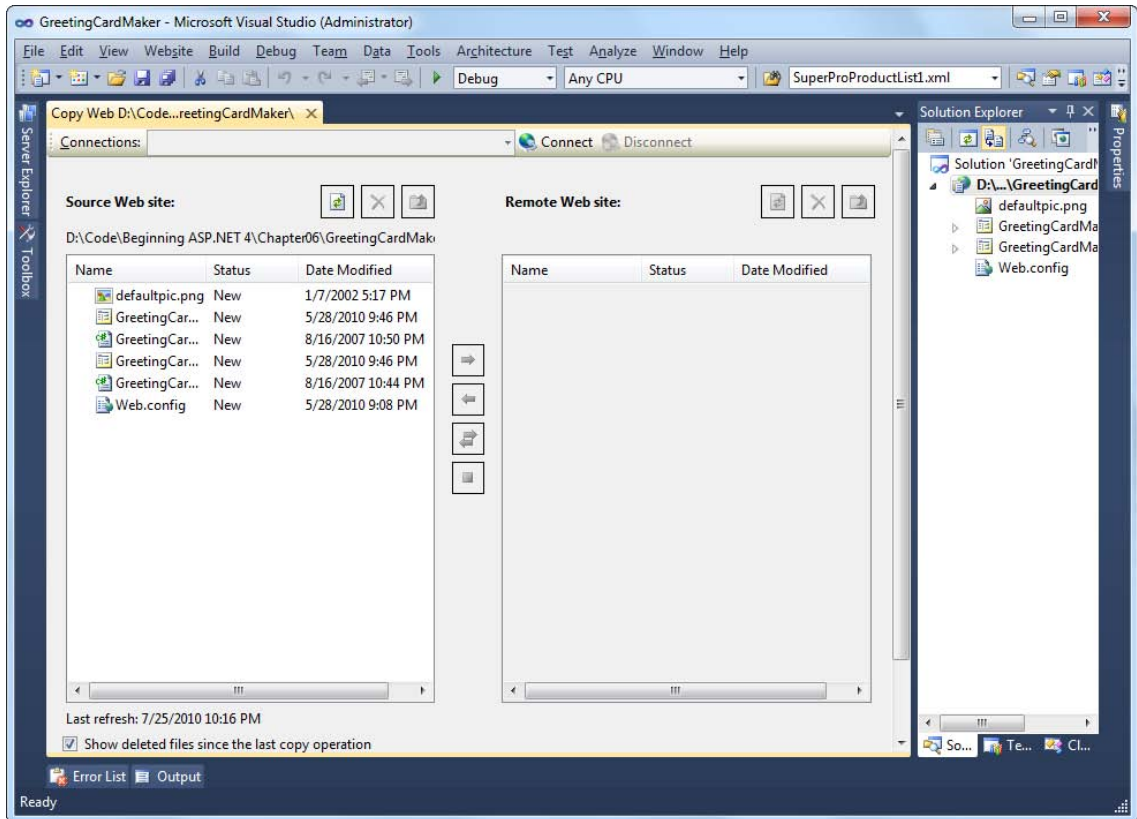 GreetingCardMaker - Microsoft Visual Studio (Administrator)
File Edit View Website Build Debug Team Data Tools Architecture Test Analyze Window Help
Debug Any CPU SuperProProductList1.xml
Server Explorer
Toolbox
Copy Web D:\Code...reetingCardMaker\
Connections: Connect Disconnect
Source Web site:
D:\Code\Beginning ASP.NET 4\Chapter06\GreetingCardMak
Name Status Date Modified
defaultpic.png New 1/7/2002 5:17 PM
GreetingCar... New 5/28/2010 9:46 PM
GreetingCar... New 8/16/2007 10:50 PM
GreetingCar... New 5/28/2010 9:46 PM
GreetingCar... New 8/16/2007 10:44 PM
Web.config New 5/28/2010 9:08 PM
Last refresh: 7/25/2010 10:16 PM
Show deleted files since the last copy operation
Remote Web site:
Name Status Date Modified
Solution Explorer
Solution 'GreetingCardM
D:\...\GreetingCard
defaultpic.png
GreetingCardMa
GreetingCardMa
Web.config
So... Te... Cl...
Properties
Error List Output
Ready